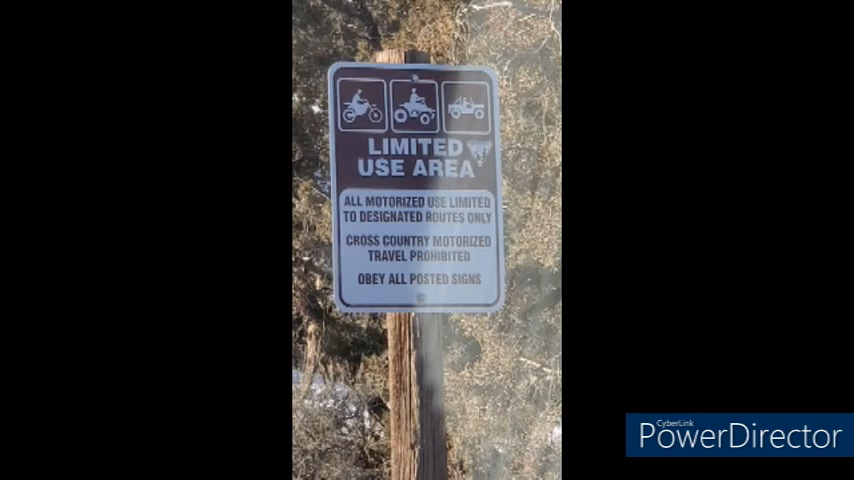 LIMITED
USE AREA
ALL MOTORIZED USE LIMITED
TO DESIGNATED ROUTES ONLY
CROSS COUNTRY MOTORIZED
TRAVEL PROHIBITED
OBEY ALL POSTED SIGNS
CyberLink
PowerDirector